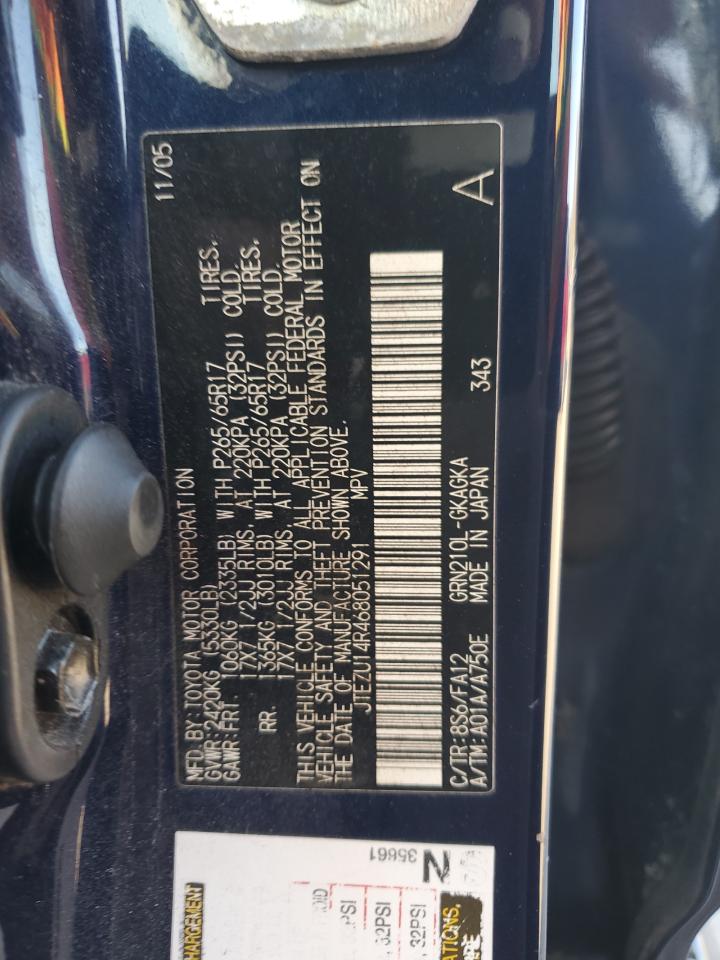 MFD.BY:TOYOTA MOTOR CORPORATION 11/05
GVWR:2420KG (5330LB)
GAWR:FRT 1060KG (2335LB) WITH P265/65R17 TIRES.
17X7 1/2JJ RIMS, AT 220KPA (32PSI) COLD.
RR. 1365KG (3010LB) WITH P265/65R17 TIRES.
17X7 1/2JJ RIMS, AT 220KPA (32PSI) COLD.
THIS VEHICLE CONFORMS TO ALL APPLICABLE FEDERAL MOTOR
VEHICLE SAFETY AND THEFT PREVENTION STANDARDS IN EFFECT ON
THE DATE OF MANUFACTURE SHOWN ABOVE.
JTEZU14R468051291 MPV
C/TR:8S6/FA12 GRN210L-GKAGKA
A/TM:A01A/A750E MADE IN JAPAN 343
A
HARGEMENT
35661
N
PSI
32PSI
, 32PSI
ATIONS.